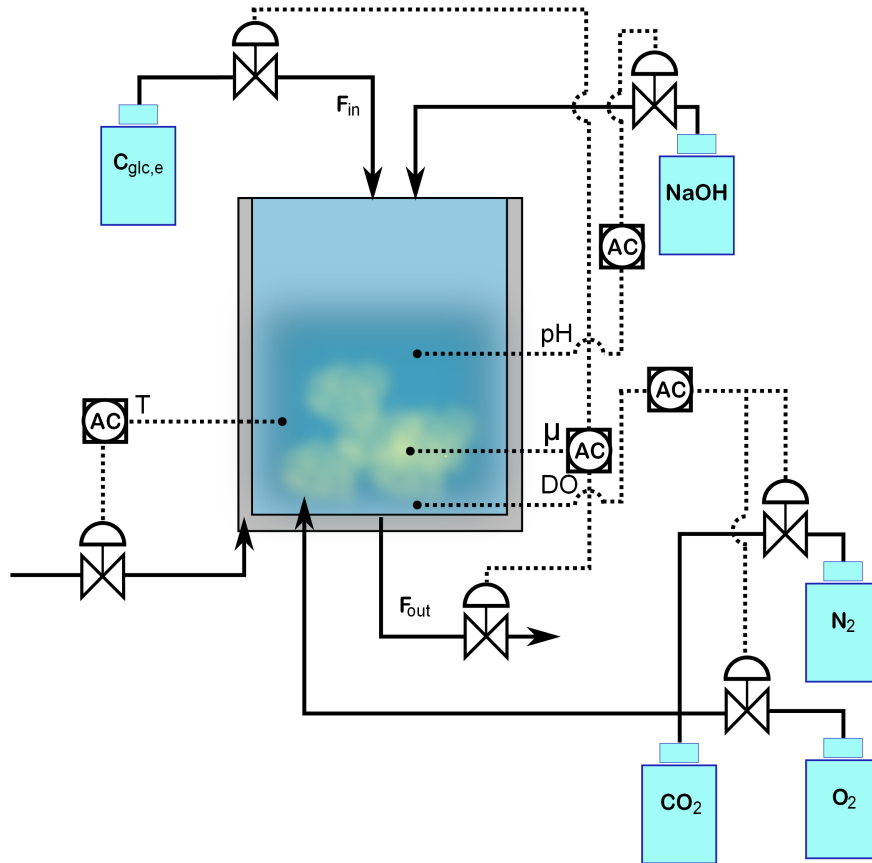 F_in
C_glc,e
NaOH
AC
pH
AC
T
AC
μ
AC
DO
F_out
N₂
CO₂
O₂